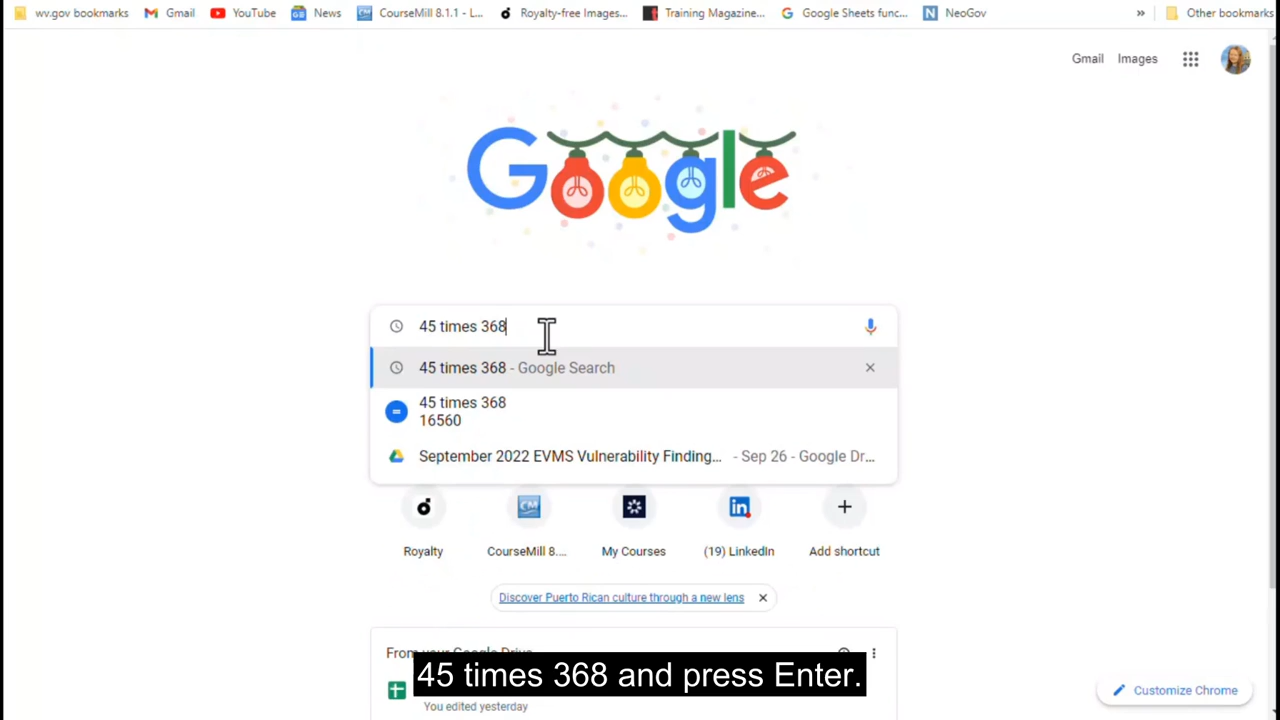 wv.gov bookmarks Gmail YouTube News CourseMill 8.1.1 - L... Royalty-free Images... Training Magazine... Google Sheets func... NeoGov » Other bookmarks
Gmail Images
Google
45 times 368
45 times 368 - Google Search
45 times 368
16560
September 2022 EVMS Vulnerability Finding... - Sep 26 - Google Dr...
Royalty CourseMill 8.... My Courses (19) LinkedIn Add shortcut
Discover Puerto Rican culture through a new lens
From your Google Drive
45 times 368 and press Enter.
You edited yesterday
Customize Chrome